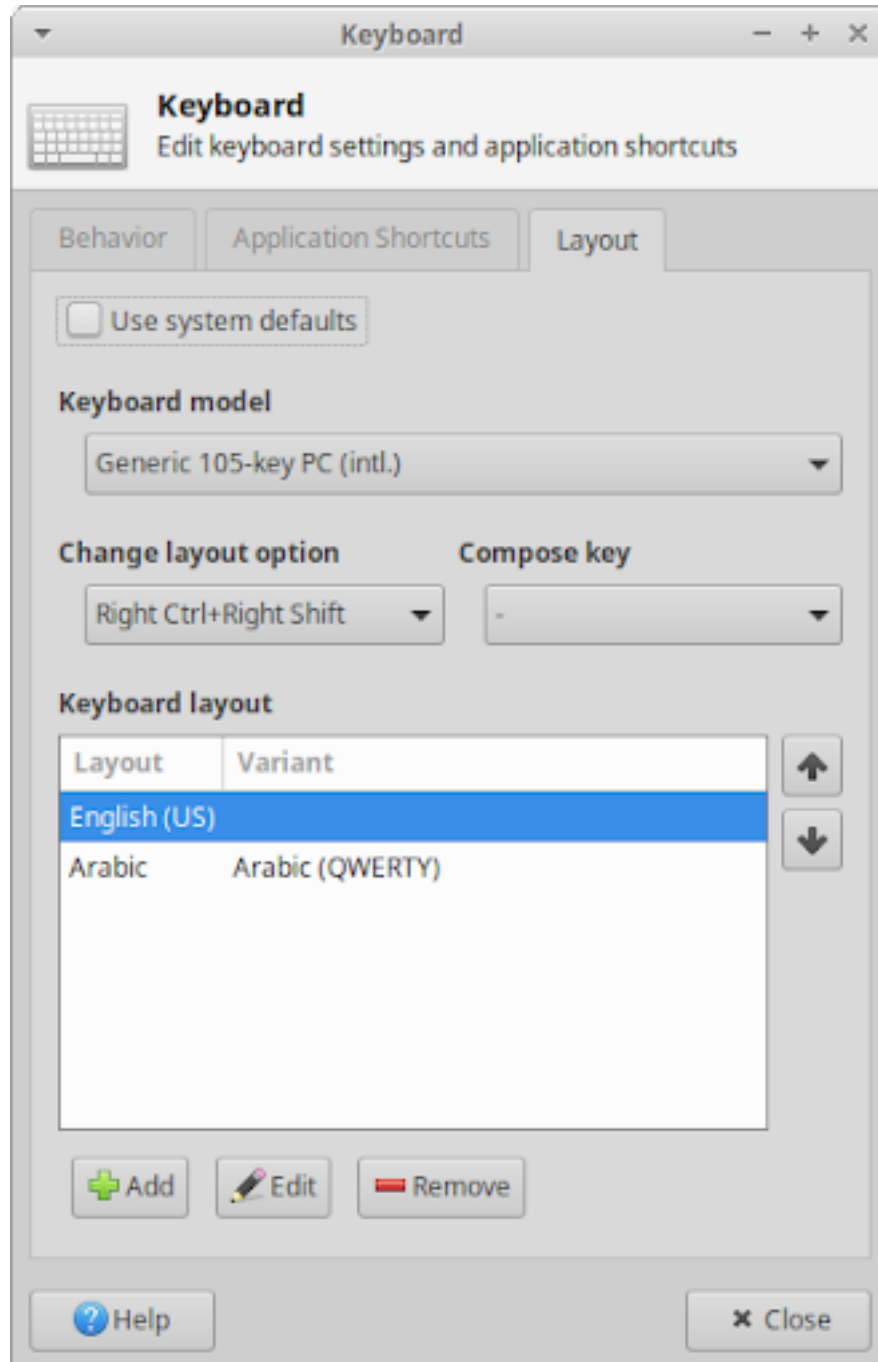 Keyboard
Keyboard
Edit keyboard settings and application shortcuts
Behavior Application Shortcuts Layout
Use system defaults
Keyboard model
Generic 105-key PC (intl.)
Change layout option Compose key
Right Ctrl+Right Shift -
Keyboard layout
Layout Variant
English (US)
Arabic Arabic (QWERTY)
Add Edit Remove
Help Close